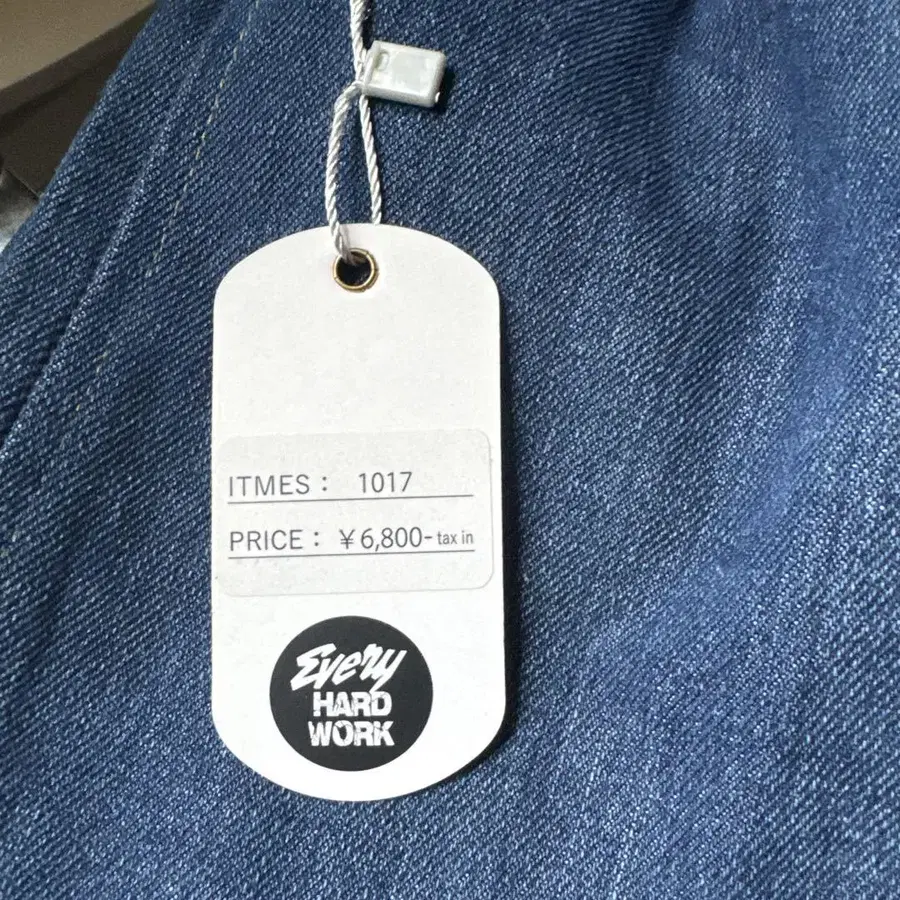 ITMES : 1017
PRICE : ¥6,800- tax in
Every
HARD
WORK